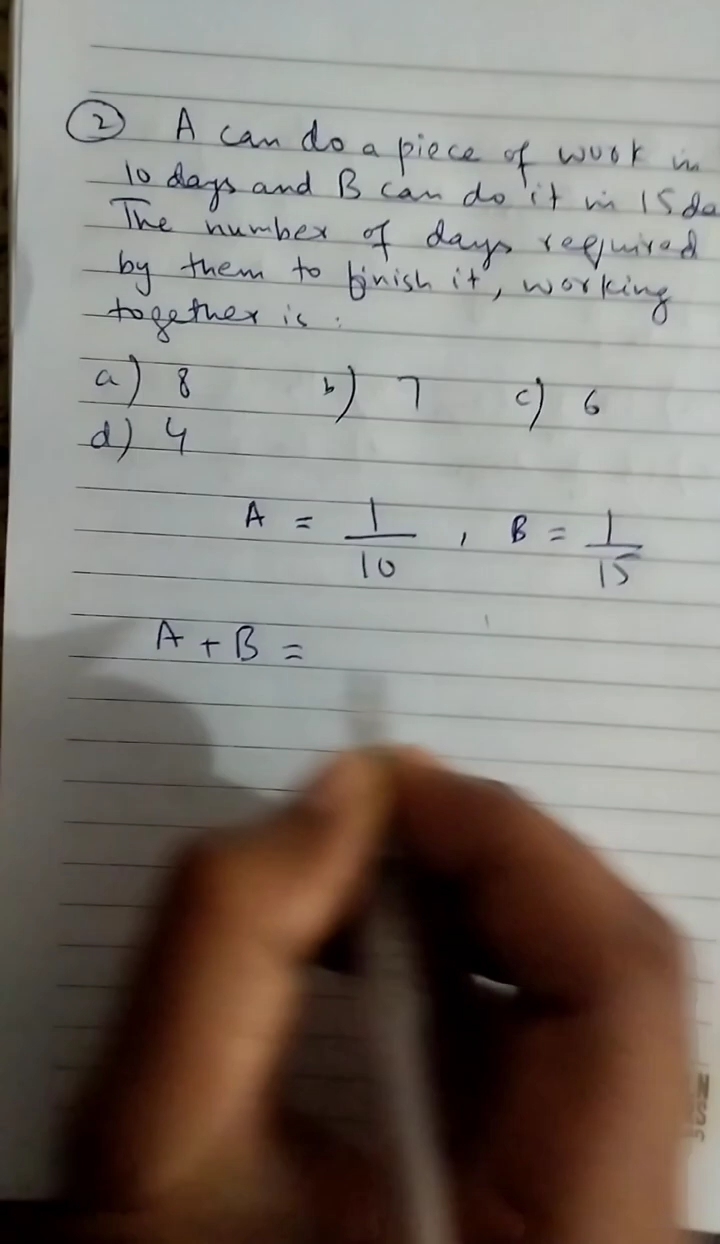 2 A can do a piece of work in
10 days and B can do it in 15 da
The number of days required
by them to finish it, working
together is :
a) 8 b) 7 c) 6
d) 4
A = 1/10 , B = 1/15
A + B =